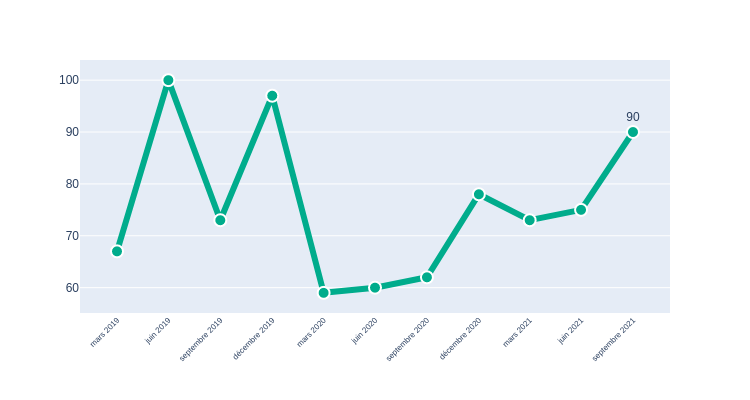 100
90
80
70
60
90
mars 2019
juin 2019
septembre 2019
décembre 2019
mars 2020
juin 2020
septembre 2020
décembre 2020
mars 2021
juin 2021
septembre 2021